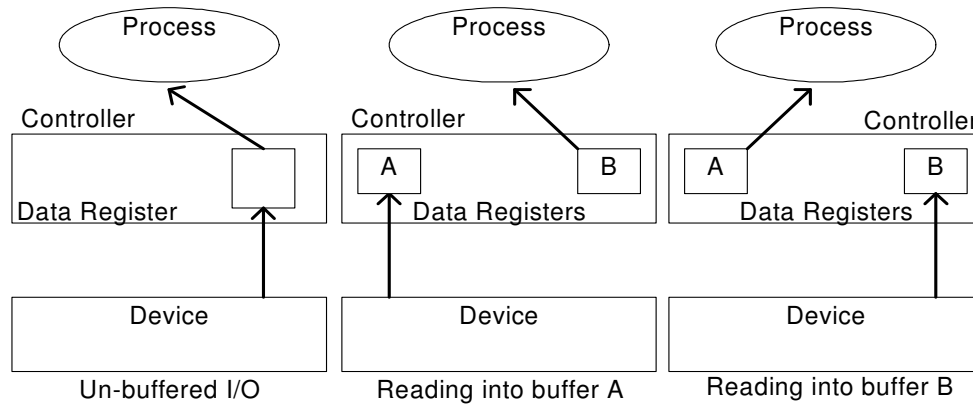 Process
Controller
Data Register
Device
Un-buffered I/O
Process
Controller
A
B
Data Registers
Device
Reading into buffer A
Process
Controller
A
B
Data Registers
Device
Reading into buffer B